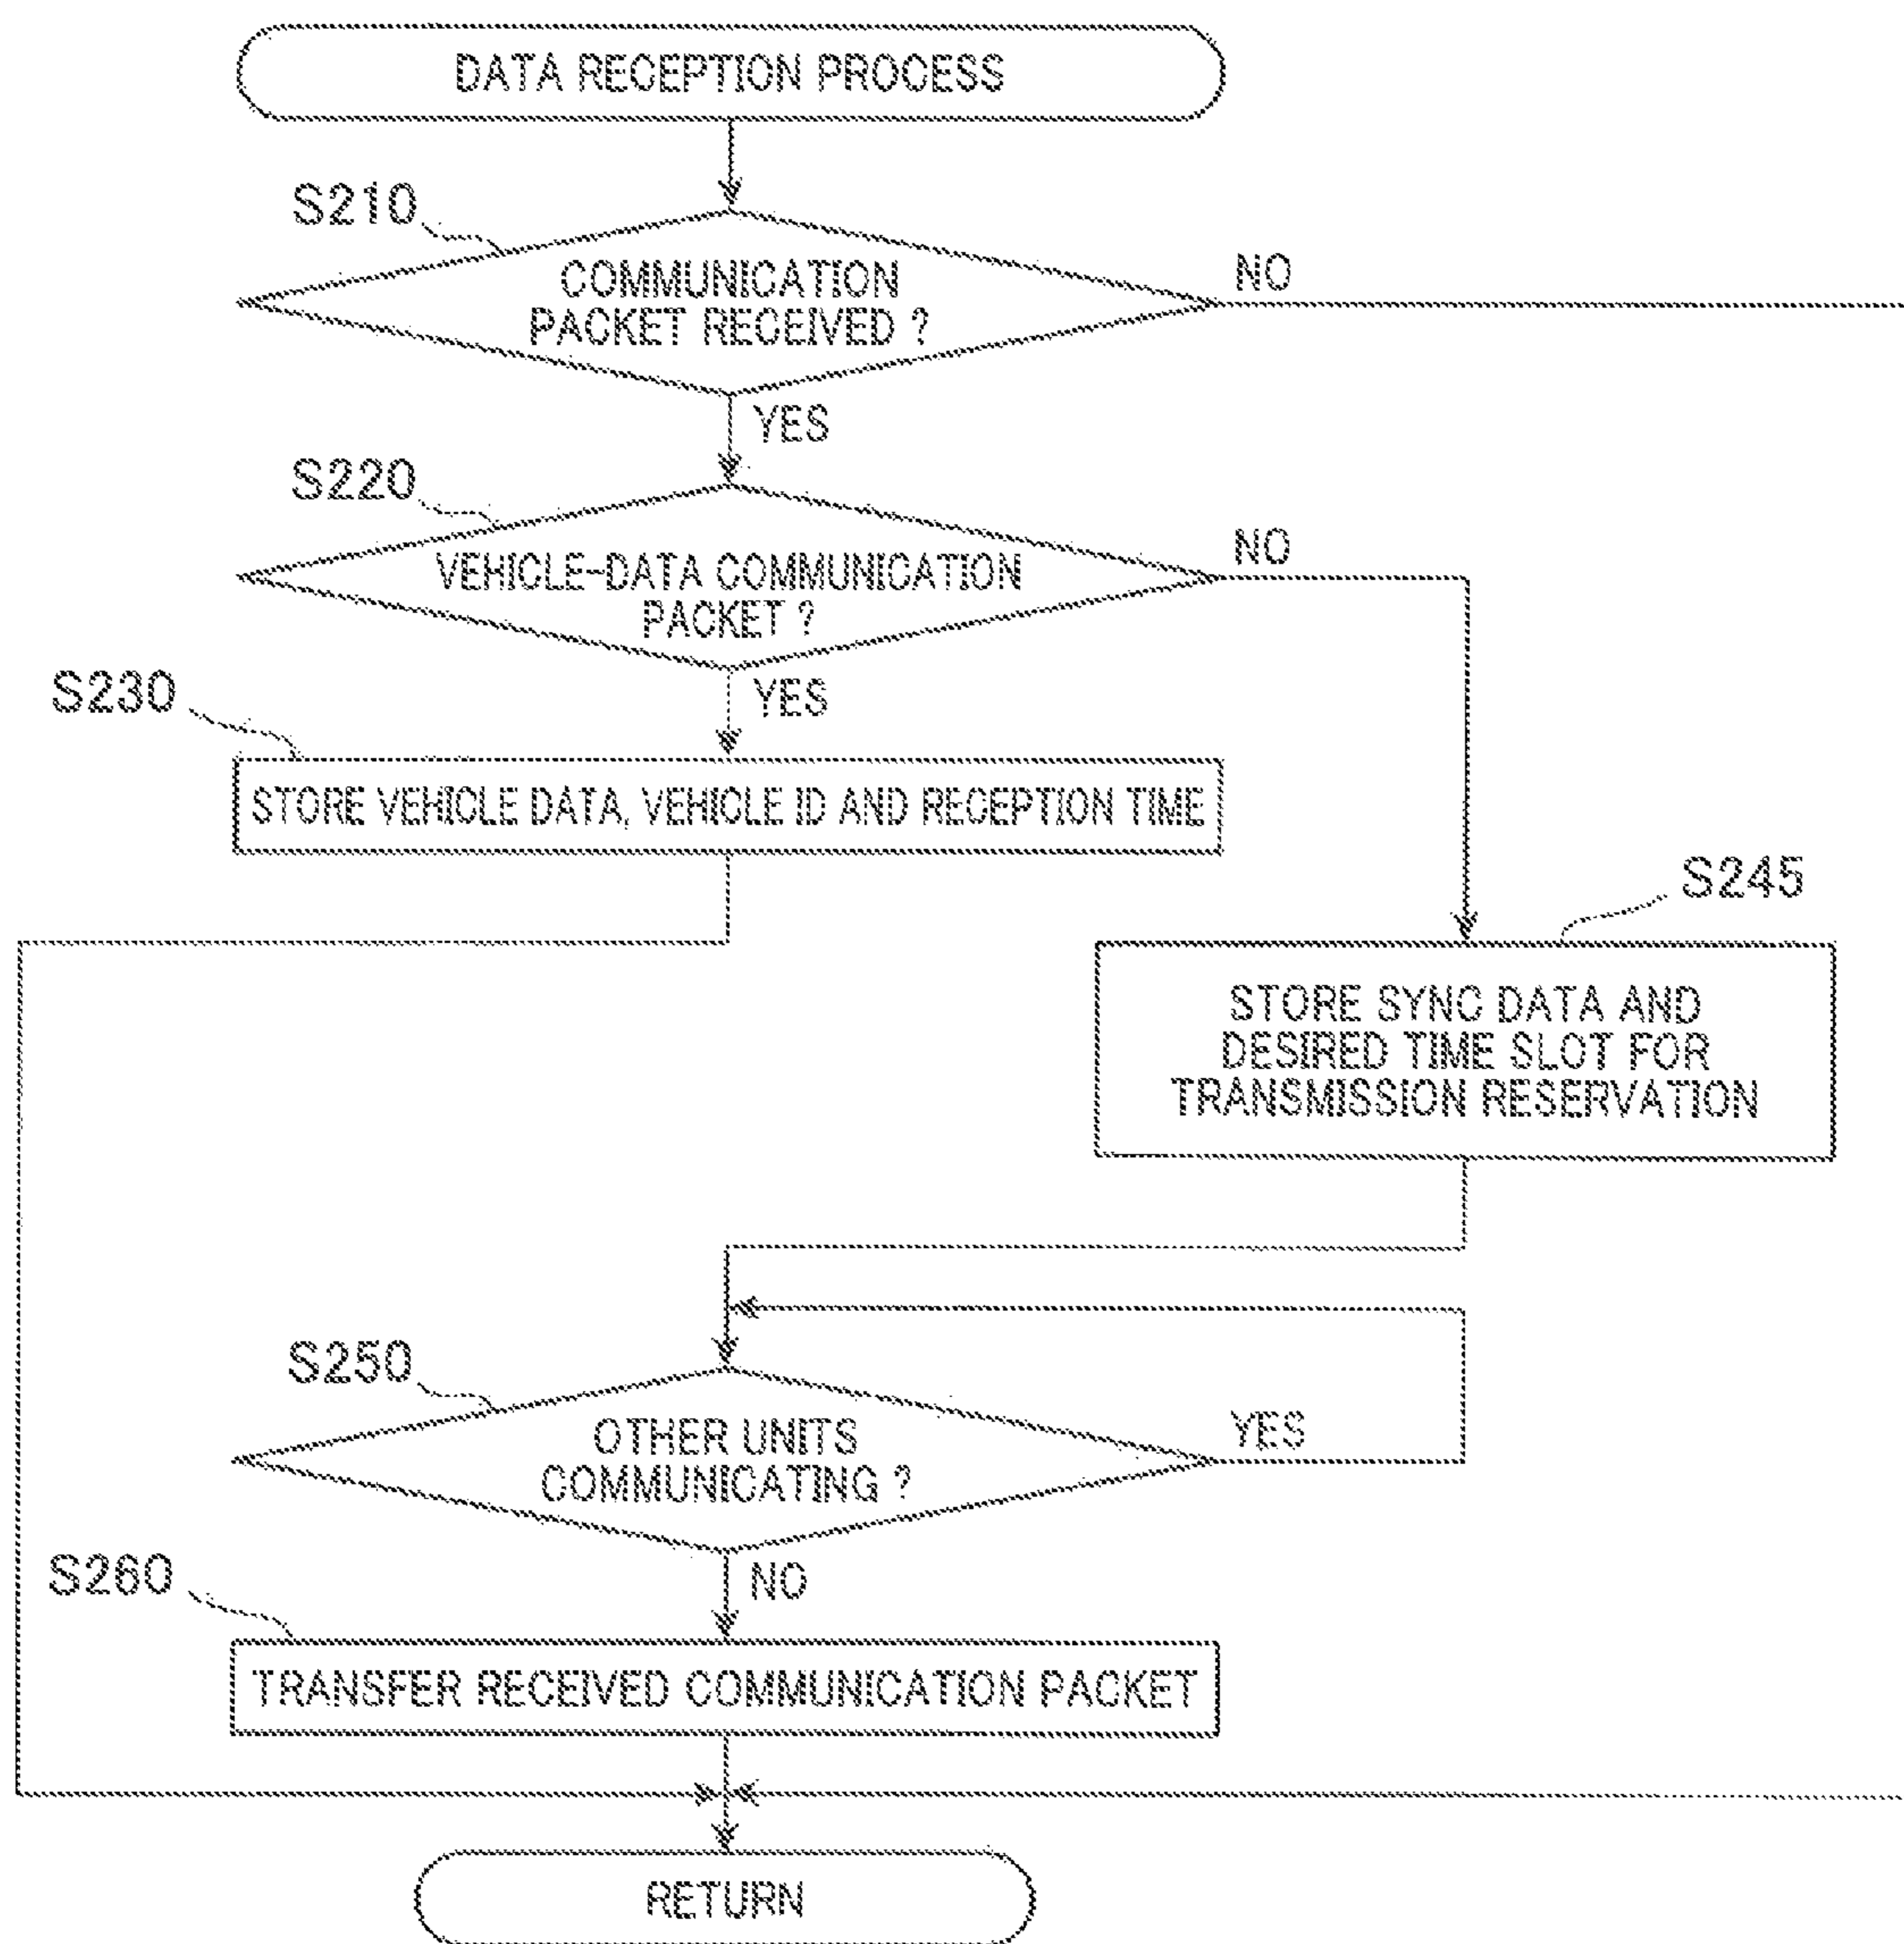 DATA RECEPTION PROCESS
S210
COMMUNICATION
PACKET RECEIVED ?
NO
YES
S220
VEHICLE-DATA COMMUNICATION
PACKET ?
NO
YES
S230
STORE VEHICLE DATA, VEHICLE ID AND RECEPTION TIME
S245
STORE SYNC DATA AND
DESIRED TIME SLOT FOR
TRANSMISSION RESERVATION
S250
OTHER UNITS
COMMUNICATING ?
YES
NO
S260
TRANSFER RECEIVED COMMUNICATION PACKET
RETURN